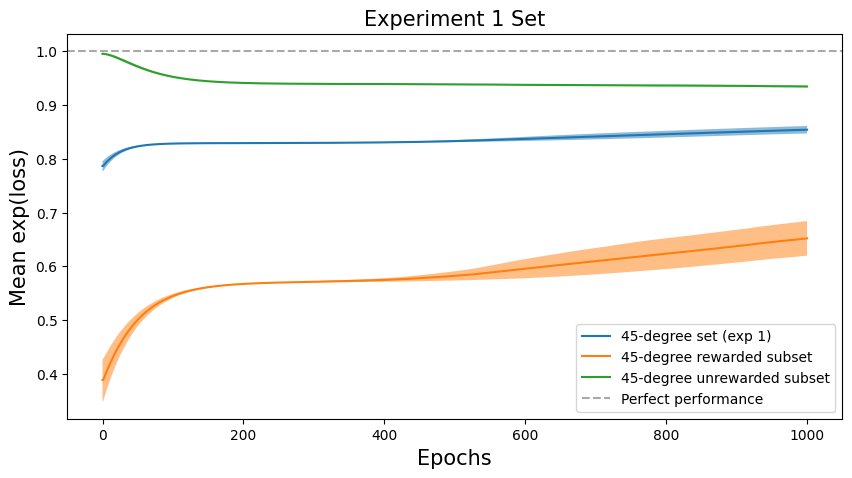 Experiment 1 Set
Mean exp(loss)
1.0
0.9
0.8
0.7
0.6
0.5
0.4
0
200
400
600
800
1000
Epochs
45-degree set (exp 1)
45-degree rewarded subset
45-degree unrewarded subset
Perfect performance